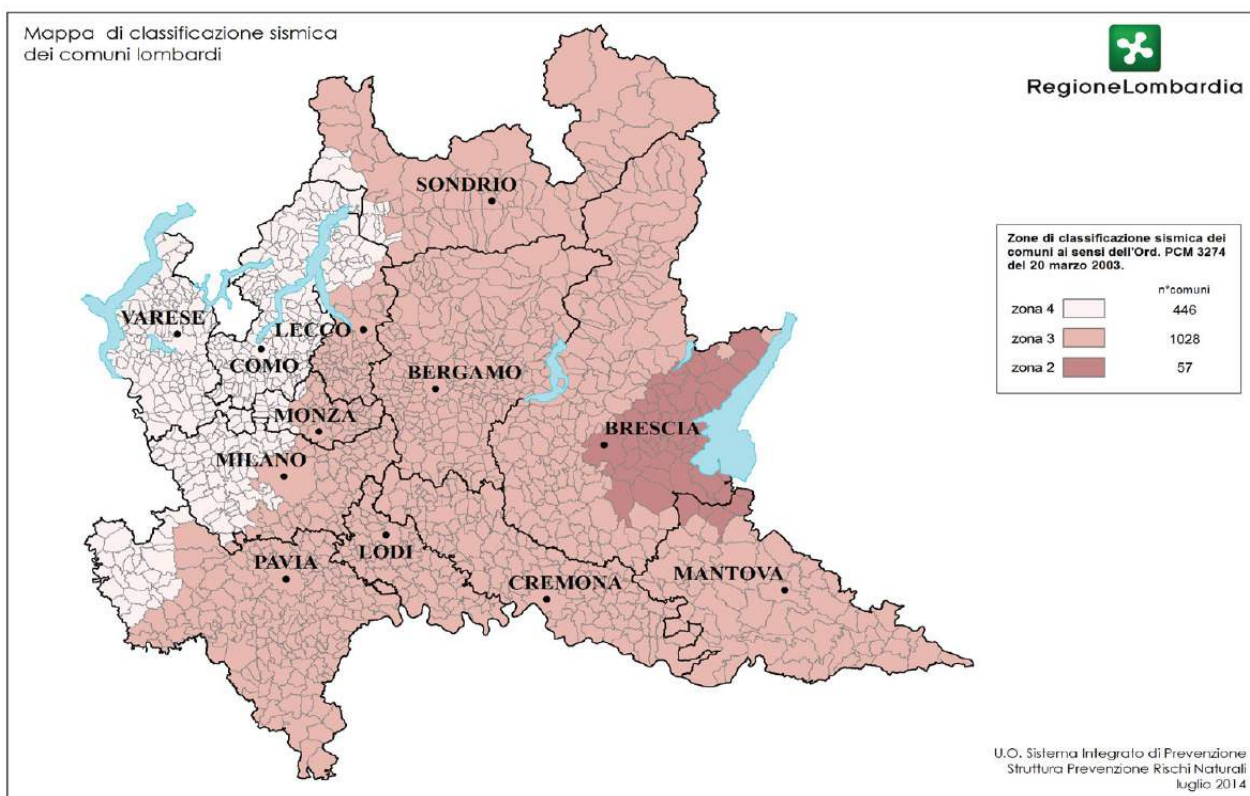 Mappa di classificazione sismica
dei comuni lombardi
RegioneLombardia
SONDRIO
VARESE
LECCO
COMO
BERGAMO
MONZA
BRESCIA
MILANO
LODI
PAVIA
CREMONA
MANTOVA
Zone di classificazione sismica dei
comuni ai sensi dell'Ord. PCM 3274
del 20 marzo 2003.
n°comuni
zona 4 446
zona 3 1028
zona 2 57
U.O. Sistema Integrato di Prevenzione
Struttura Prevenzione Rischi Naturali
luglio 2014